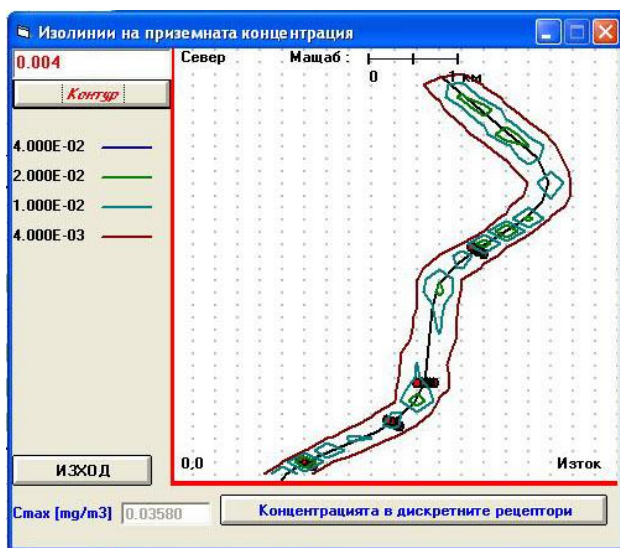 Изолинии на приземната концентрация
0.004
Контур
4.000E-02
2.000E-02
1.000E-02
4.000E-03
ИЗХОД
Север
Мащаб :
0
1 км
0,0
Изток
Cmax [mg/m3] 0.03580
Концентрацията в дискретните рецептори